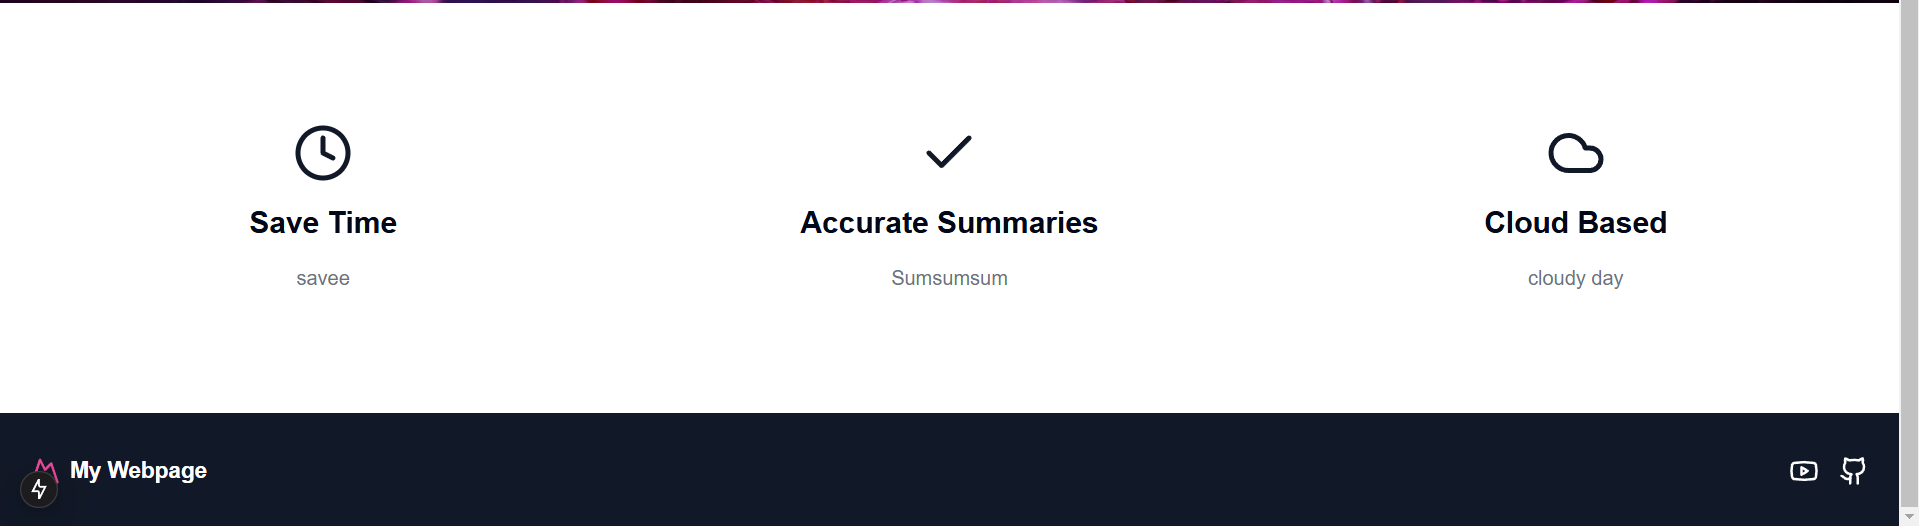 Save Time
savee
Accurate Summaries
Sumsumsum
Cloud Based
cloudy day
My Webpage